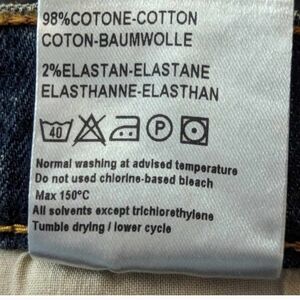 98%COTONE-COTTON
COTON-BAUMWOLLE
2%ELASTAN-ELASTANE
ELASTHANNE-ELASTHAN
40 P
Normal washing at advised temperature
Do not used chlorine-based bleach
Max 150°C
All solvents except trichlorethylene
Tumble drying / lower cycle